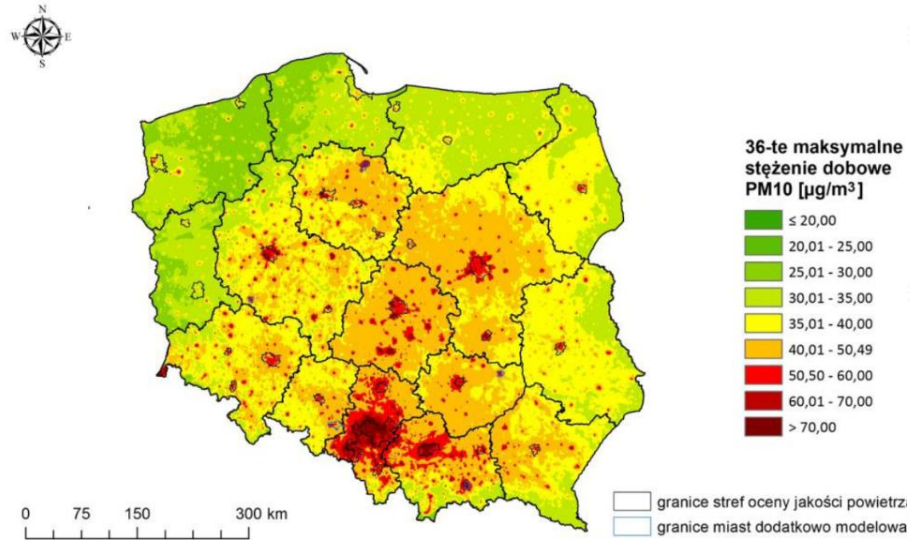 N
W E
S
36-te maksymalne
stężenie dobowe
PM10 [µg/m³]
≤ 20,00
20,01 - 25,00
25,01 - 30,00
30,01 - 35,00
35,01 - 40,00
40,01 - 50,49
50,50 - 60,00
60,01 - 70,00
> 70,00
0 75 150 300 km
granice stref oceny jakości powietrza
granice miast dodatkowo modelowa